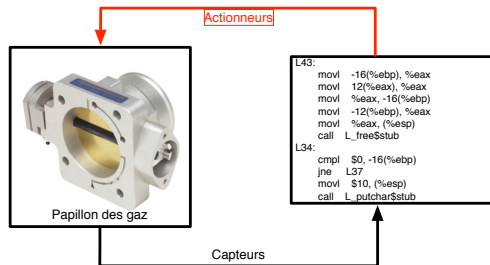 Actionneurs
L43:
movl -16(%ebp), %eax
movl 12(%eax), %eax
movl %eax, -16(%ebp)
movl -12(%ebp), %eax
movl %eax, (%esp)
call L_free$stub
L34:
cmpl $0, -16(%ebp)
jne L37
movl $10, (%esp)
call L_putchar$stub
Papillon des gaz
Capteurs